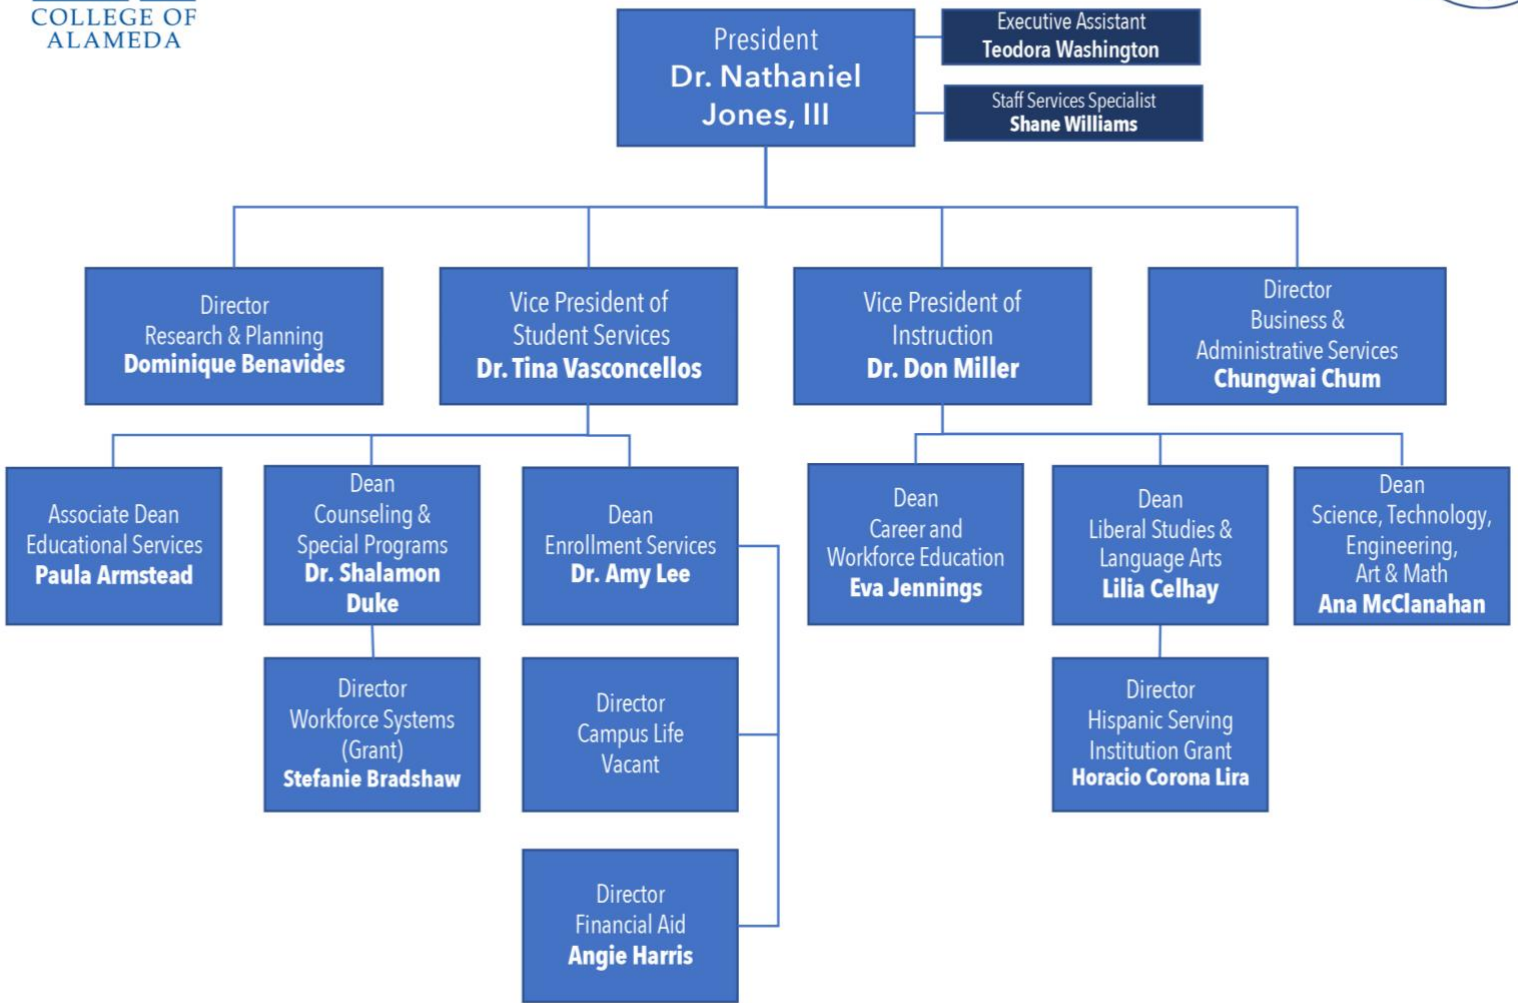 COLLEGE OF
ALAMEDA
President
Dr. Nathaniel
Jones, III
Executive Assistant
Teodora Washington
Staff Services Specialist
Shane Williams
Director
Research & Planning
Dominique Benavides
Vice President of
Student Services
Dr. Tina Vasconcellos
Vice President of
Instruction
Dr. Don Miller
Director
Business &
Administrative Services
Chungwai Chum
Associate Dean
Educational Services
Paula Armstead
Dean
Counseling &
Special Programs
Dr. Shalamon
Duke
Dean
Enrollment Services
Dr. Amy Lee
Dean
Career and
Workforce Education
Eva Jennings
Dean
Liberal Studies &
Language Arts
Lilia Celhay
Dean
Science, Technology,
Engineering,
Art & Math
Ana McClanahan
Director
Workforce Systems
(Grant)
Stefanie Bradshaw
Director
Campus Life
Vacant
Director
Hispanic Serving
Institution Grant
Horacio Corona Lira
Director
Financial Aid
Angie Harris